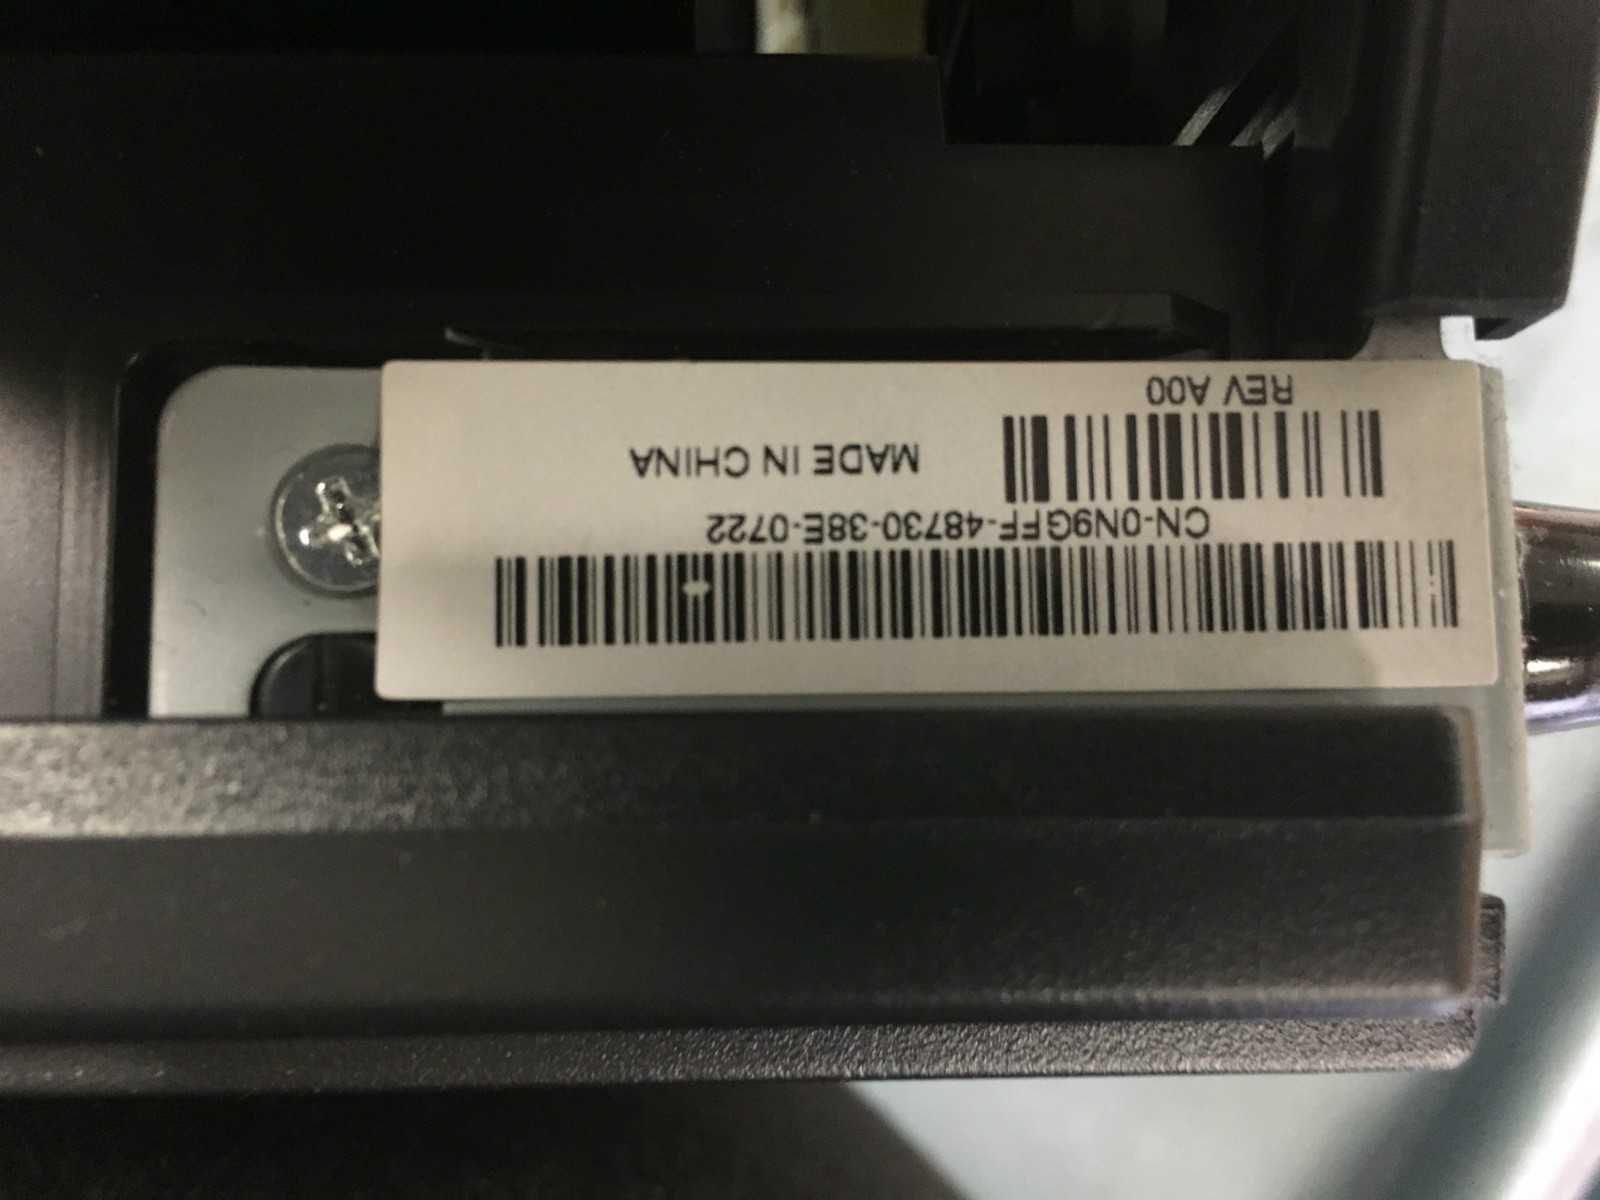 CN-0N9GFF-48730-38E-0722
MADE IN CHINA
REV A00